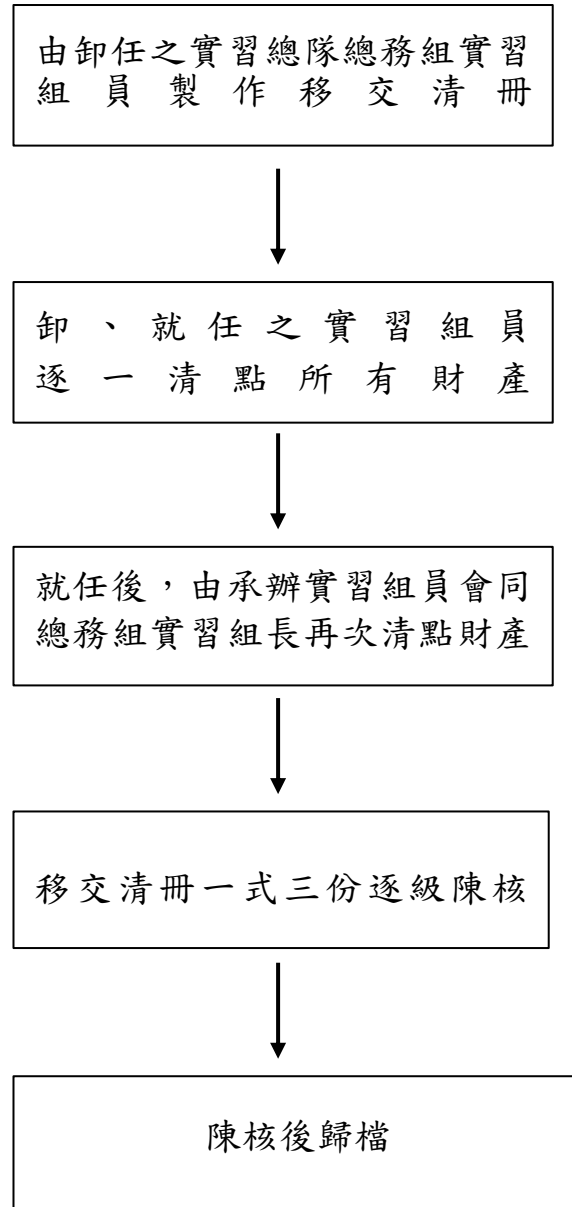 由卸任之實習總隊總務組實習
組員製作移交清冊
卸、就任之實習組員
逐一清點所有財產
就任後，由承辦實習組員會同
總務組實習組長再次清點財產
移交清冊一式三份逐級陳核
陳核後歸檔